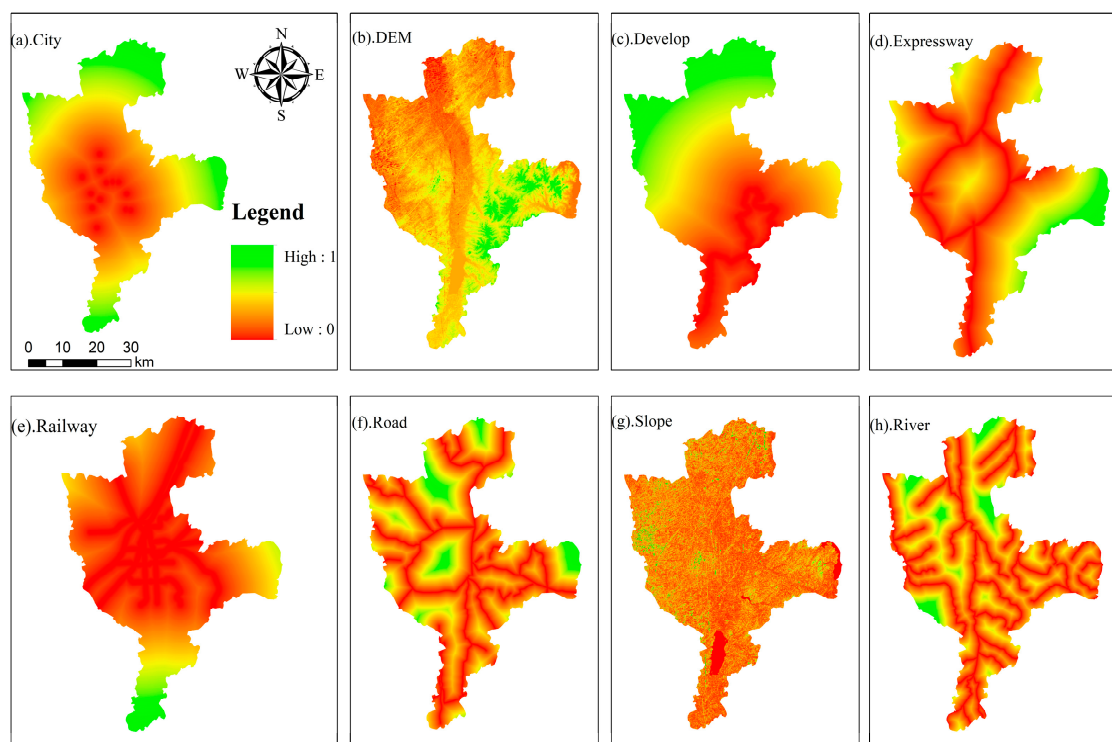 (a).City
N
W E
S
Legend
High : 1
Low : 0
0 10 20 30
km
(b).DEM
(c).Develop
(d).Expressway
(e).Railway
(f).Road
(g).Slope
(h).River